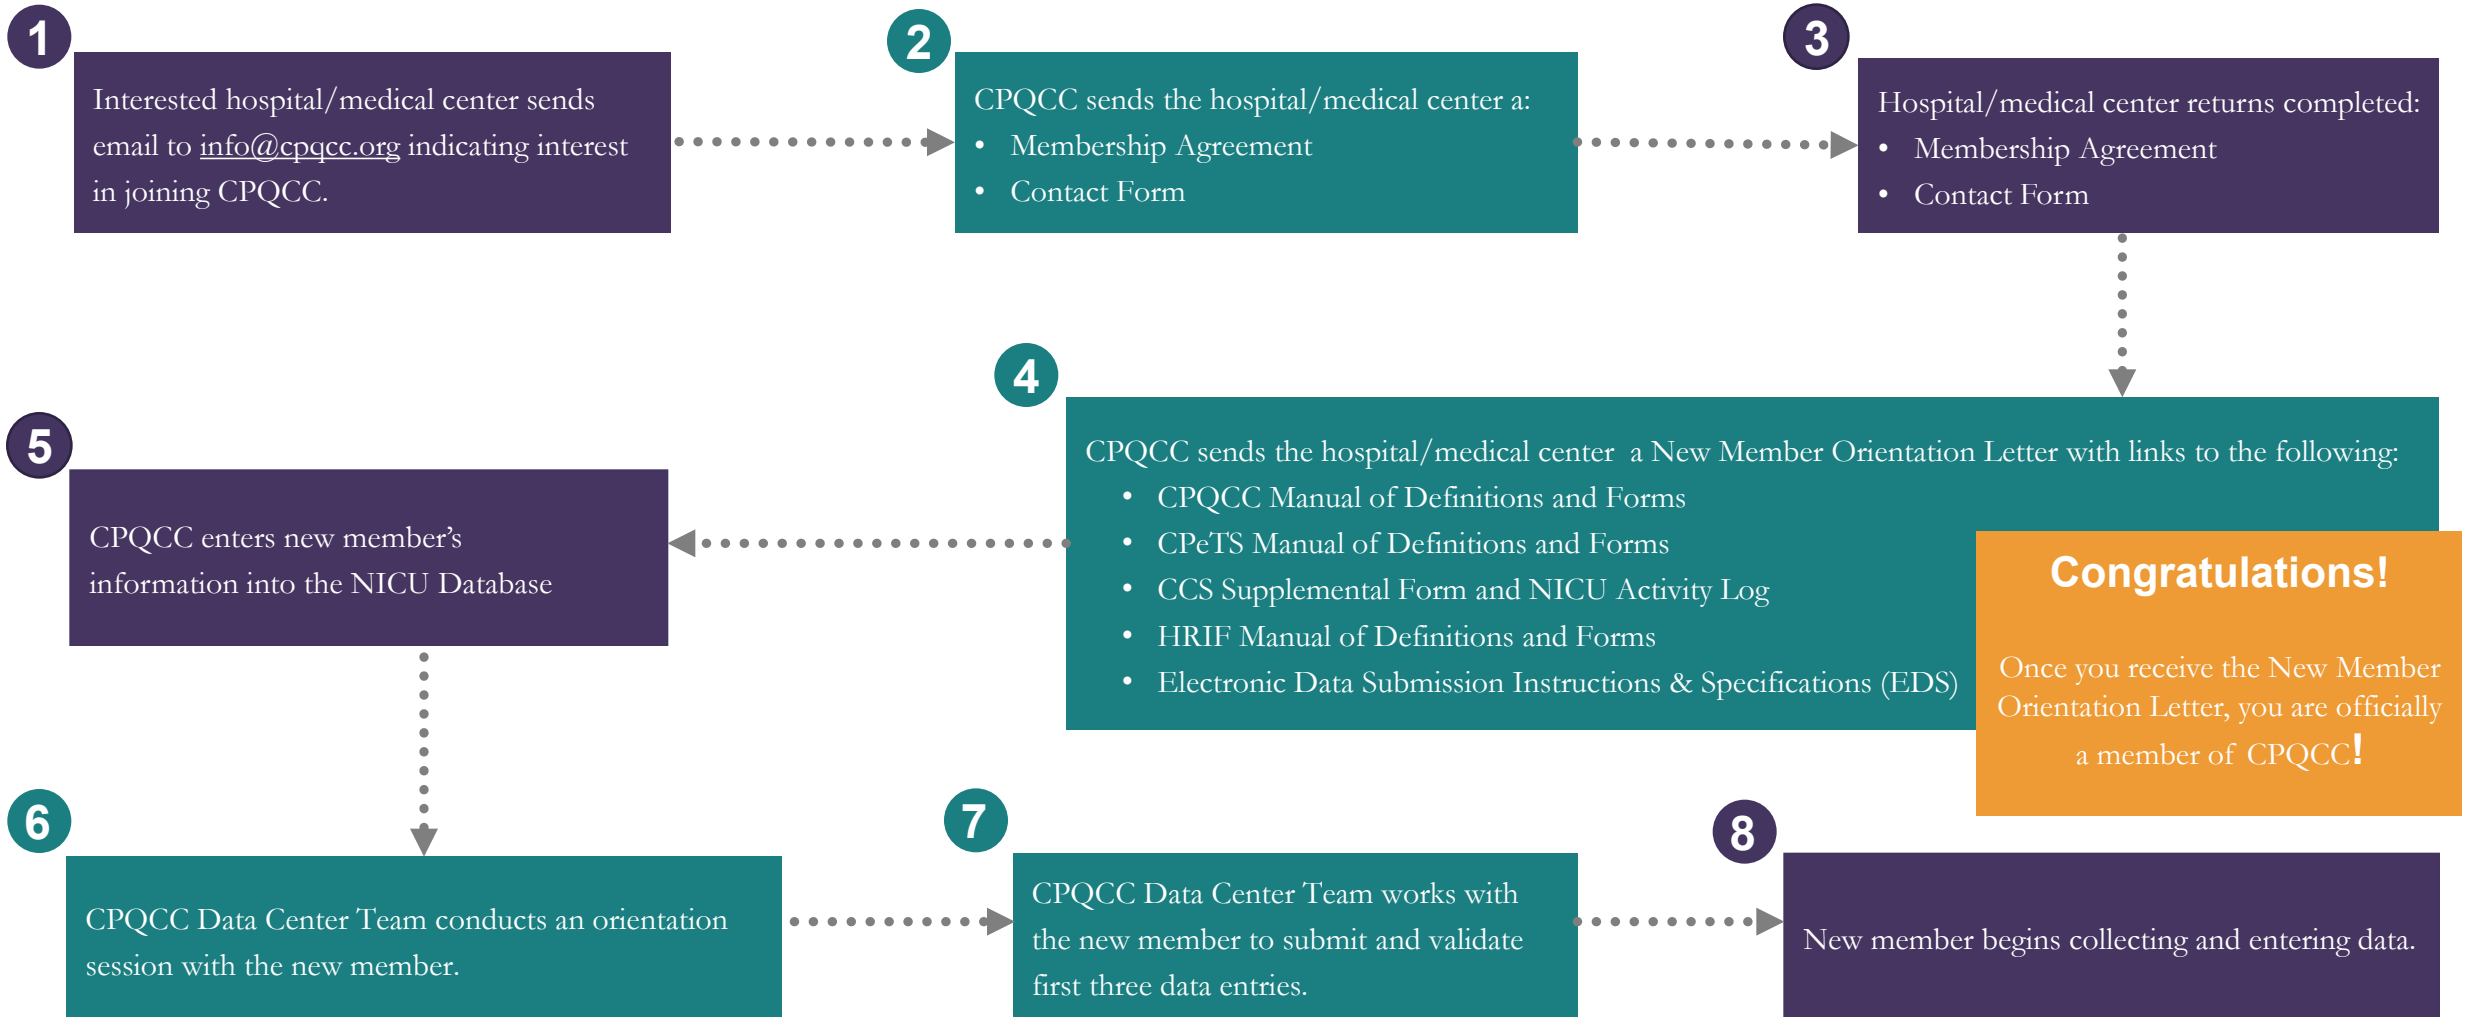 1
Interested hospital/medical center sends
email to info@cpqcc.org indicating interest
in joining CPQCC.
2
CPQCC sends the hospital/medical center a:
• Membership Agreement
• Contact Form
3
Hospital/medical center returns completed:
• Membership Agreement
• Contact Form
4
CPQCC sends the hospital/medical center a New Member Orientation Letter with links to the following:
• CPQCC Manual of Definitions and Forms
• CPeTS Manual of Definitions and Forms
• CCS Supplemental Form and NICU Activity Log
• HRIF Manual of Definitions and Forms
• Electronic Data Submission Instructions & Specifications (EDS)
Congratulations!
Once you receive the New Member
Orientation Letter, you are officially
a member of CPQCC!
5
CPQCC enters new member’s
information into the NICU Database
6
CPQCC Data Center Team conducts an orientation
session with the new member.
7
CPQCC Data Center Team works with
the new member to submit and validate
first three data entries.
8
New member begins collecting and entering data.